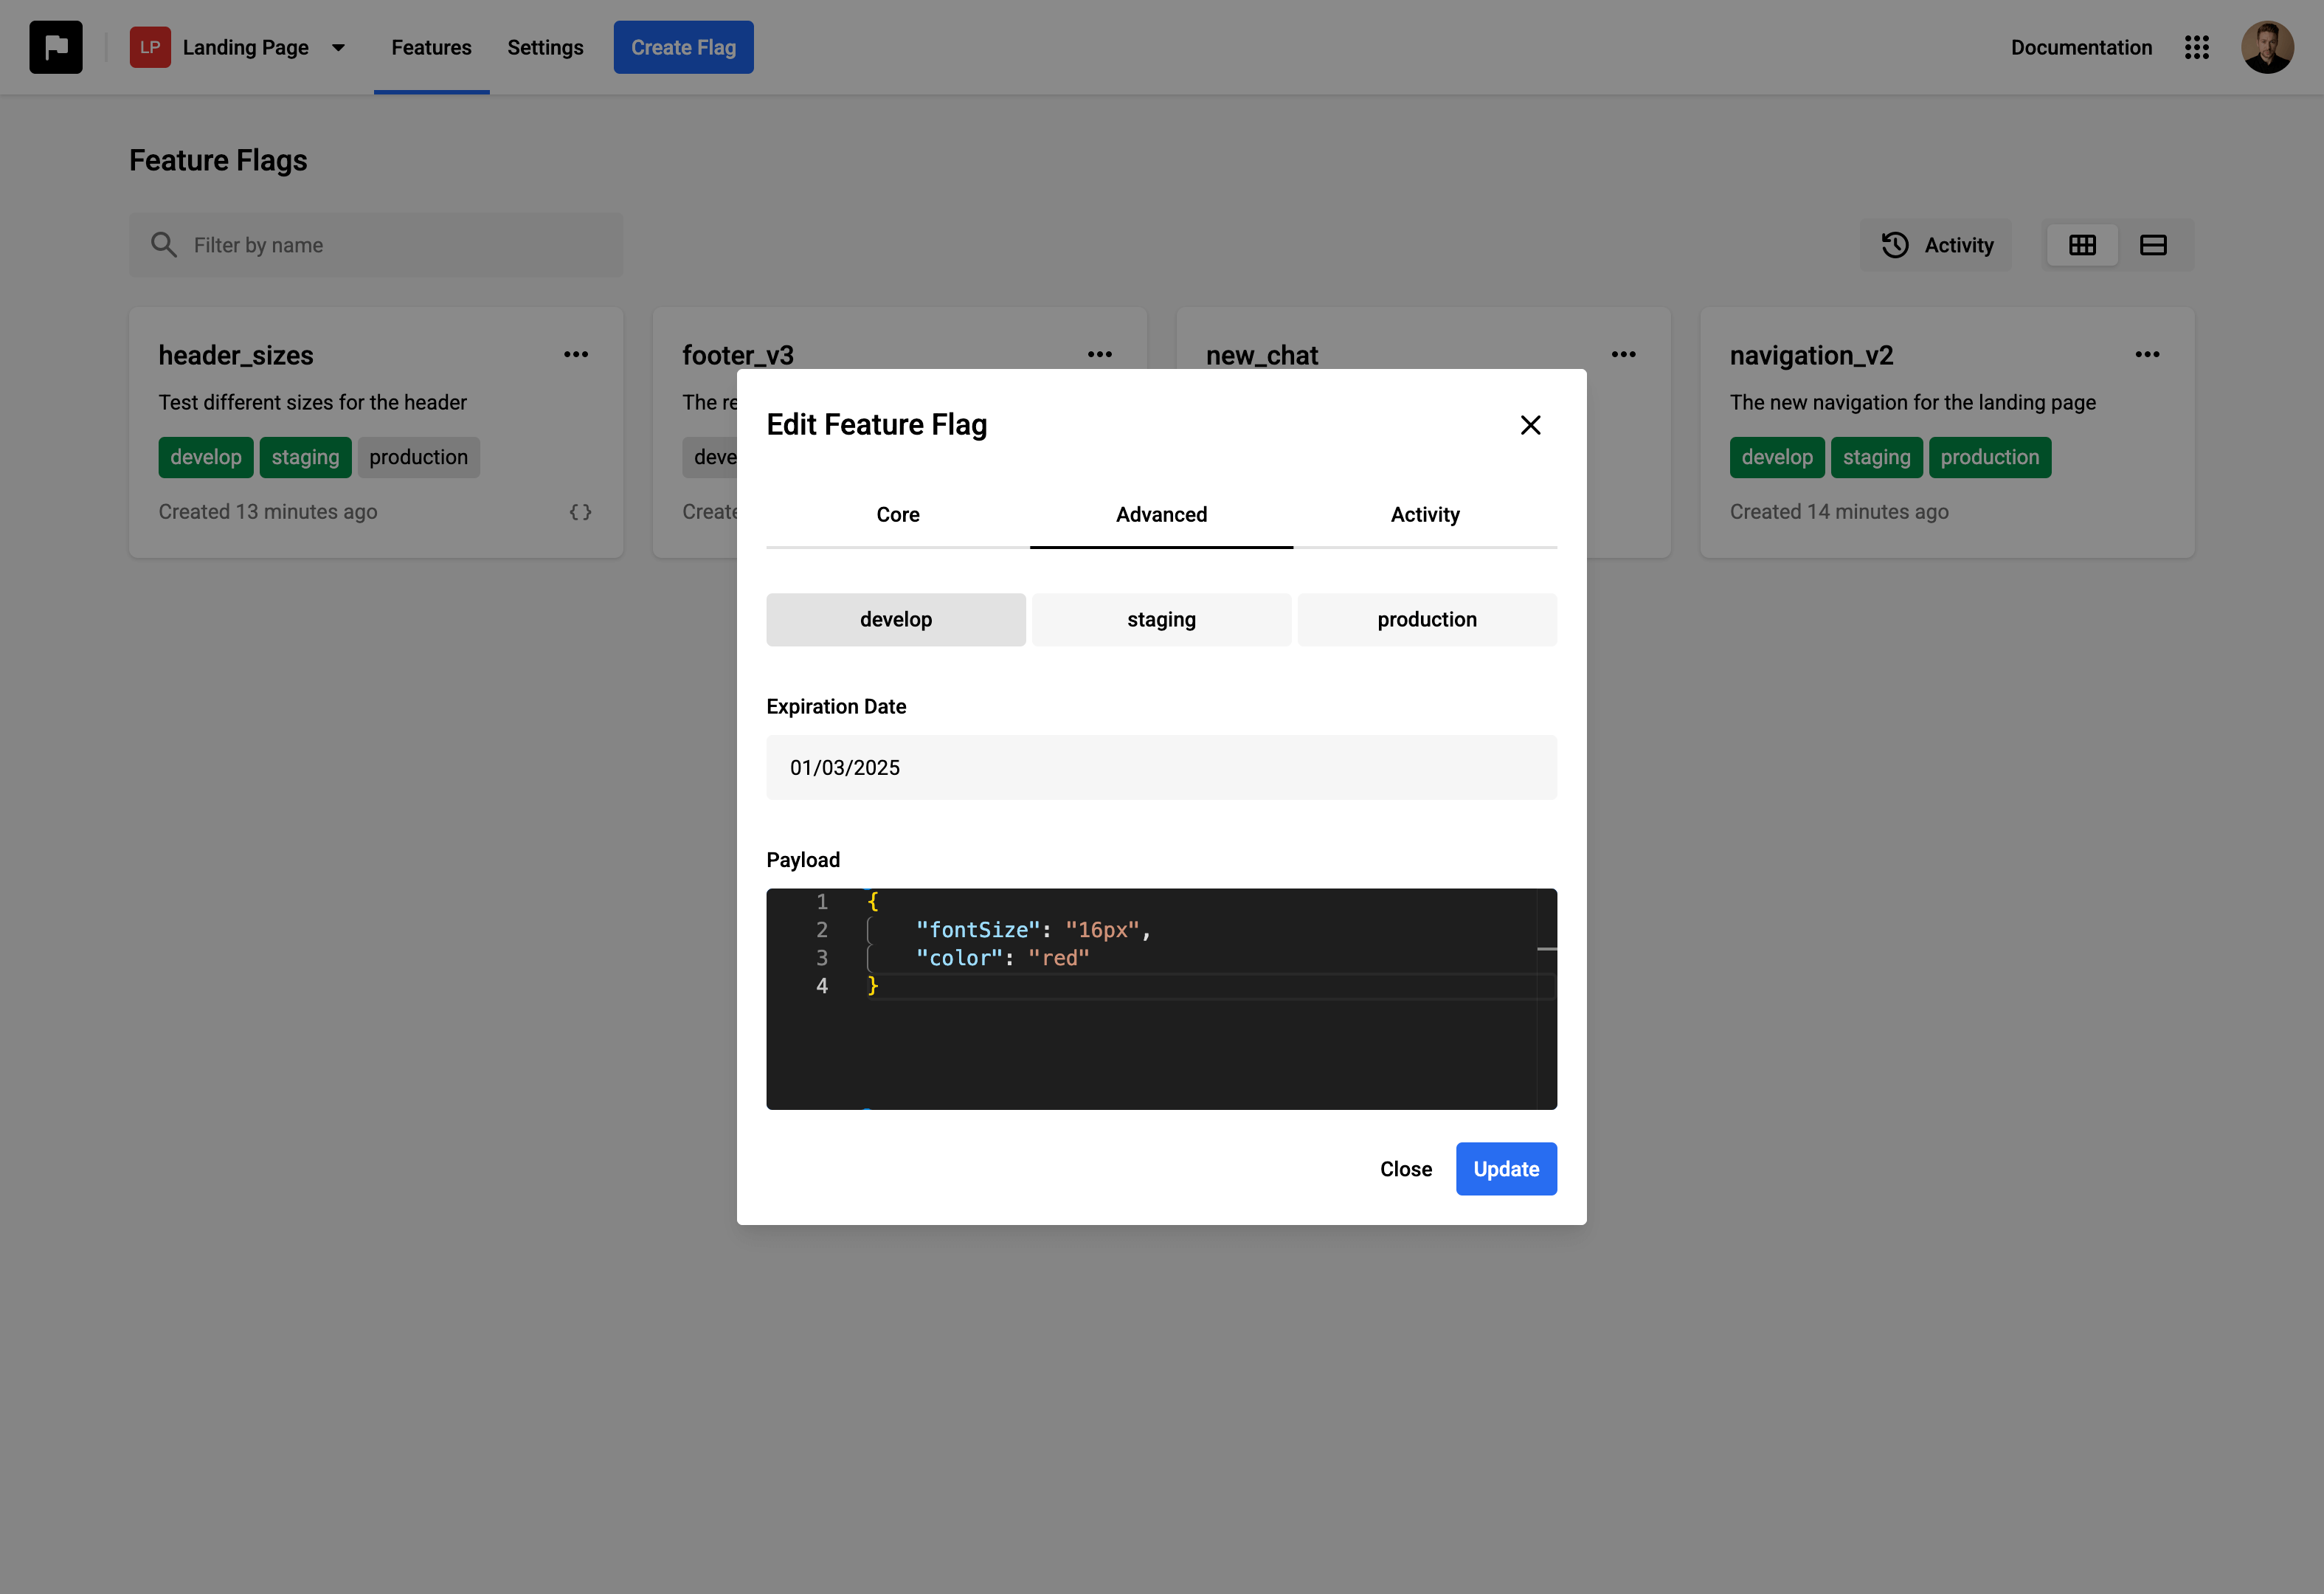 LP Landing Page Features Settings Create Flag Documentation
Feature Flags
Filter by name
Activity
header_sizes
Test different sizes for the header
develop staging production
Created 13 minutes ago
footer_v3
The
new_chat
navigation_v2
The new navigation for the landing page
develop staging production
Created 14 minutes ago
Edit Feature Flag
Core Advanced Activity
develop staging production
Expiration Date
01/03/2025
Payload
1 {
2 "fontSize": "16px",
3 "color": "red"
4 }
Close Update